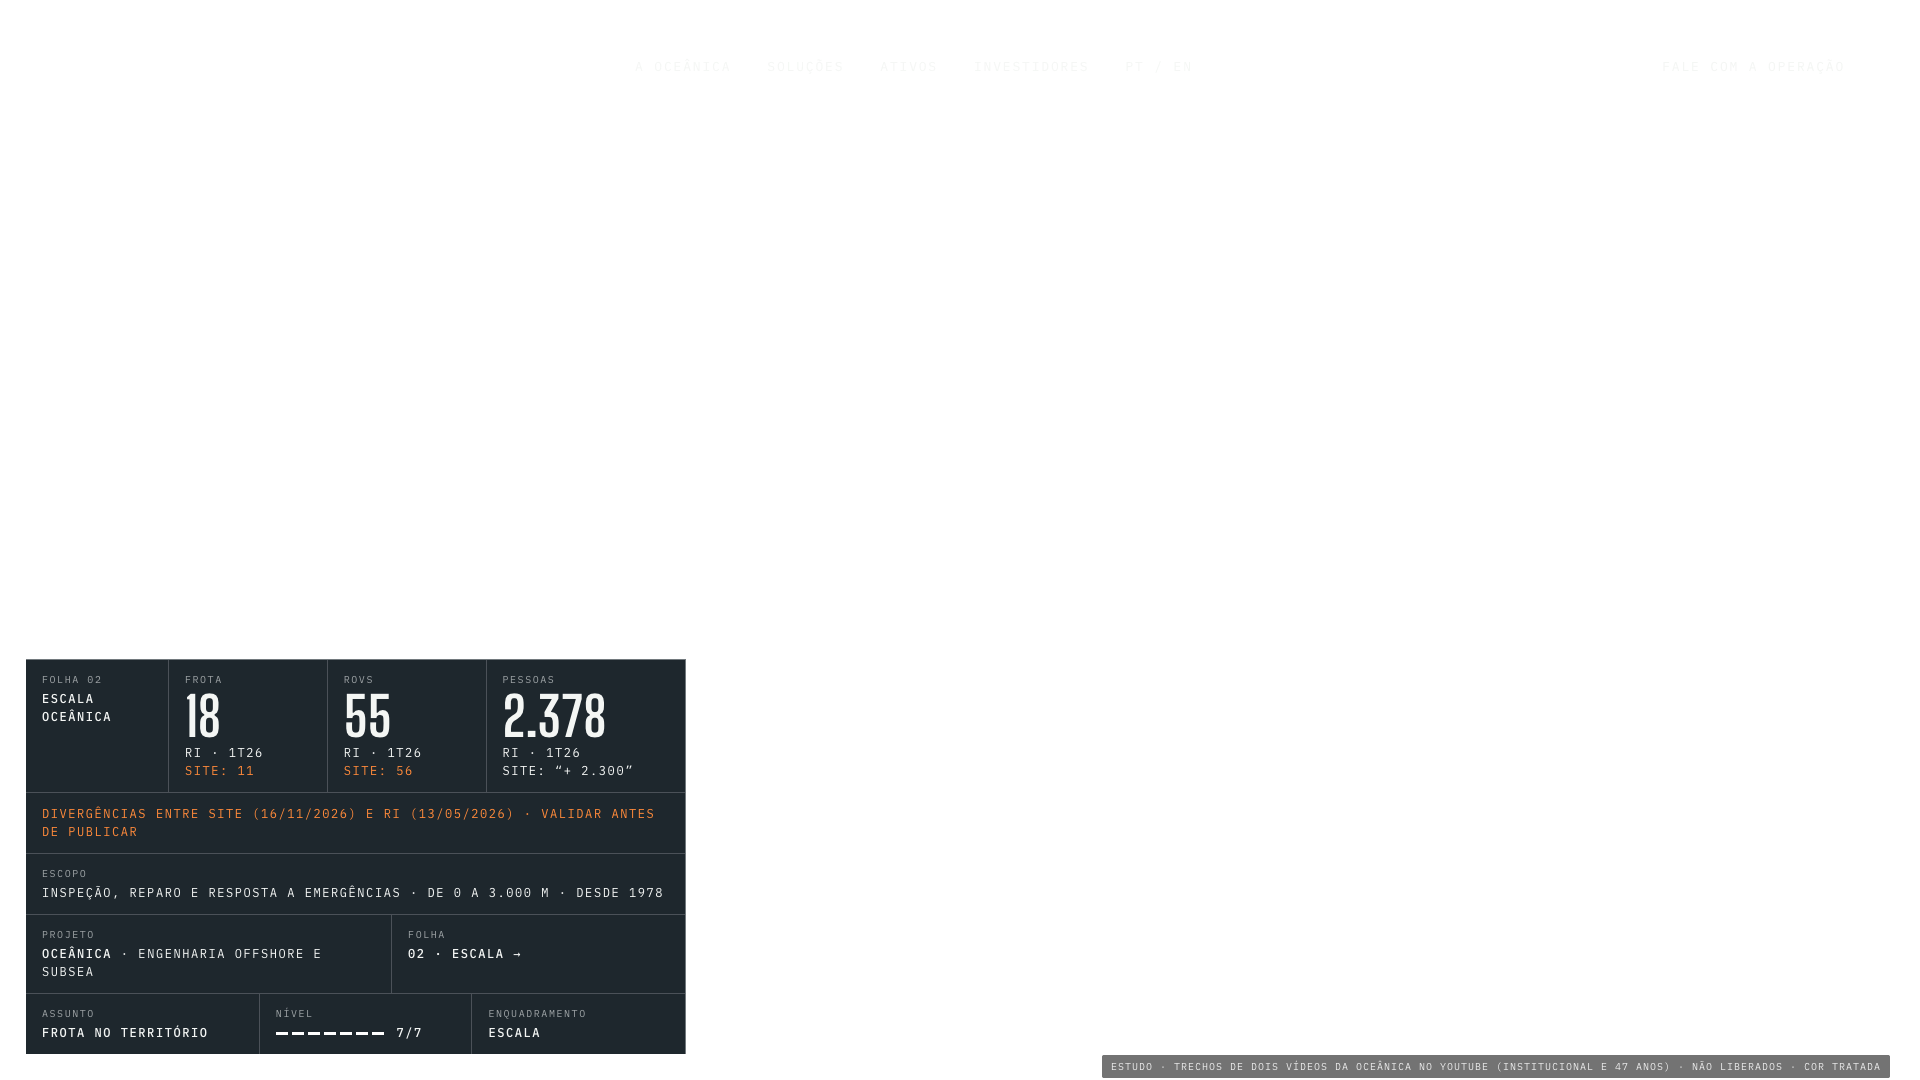 A OCEÂNICA SOLUÇÕES ATIVOS INVESTIDORES PT / EN FALE COM A OPERAÇÃO
FOLHA 02
ESCALA
OCEÂNICA
FROTA
18
RI · 1T26
SITE: 11
ROVS
55
RI · 1T26
SITE: 56
PESSOAS
2.378
RI · 1T26
SITE: “+ 2.300”
DIVERGÊNCIAS ENTRE SITE (16/11/2026) E RI (13/05/2026) · VALIDAR ANTES
DE PUBLICAR
ESCOPO
INSPEÇÃO, REPARO E RESPOSTA A EMERGÊNCIAS · DE 0 A 3.000 M · DESDE 1978
PROJETO
OCEÂNICA · ENGENHARIA OFFSHORE E
SUBSEA
FOLHA
02 · ESCALA →
ASSUNTO
FROTA NO TERRITÓRIO
NÍVEL
7/7
ENQUADRAMENTO
ESCALA
ESTUDO · TRECHOS DE DOIS VÍDEOS DA OCEÂNICA NO YOUTUBE (INSTITUCIONAL E 47 ANOS) · NÃO LIBERADOS · COR TRATADA